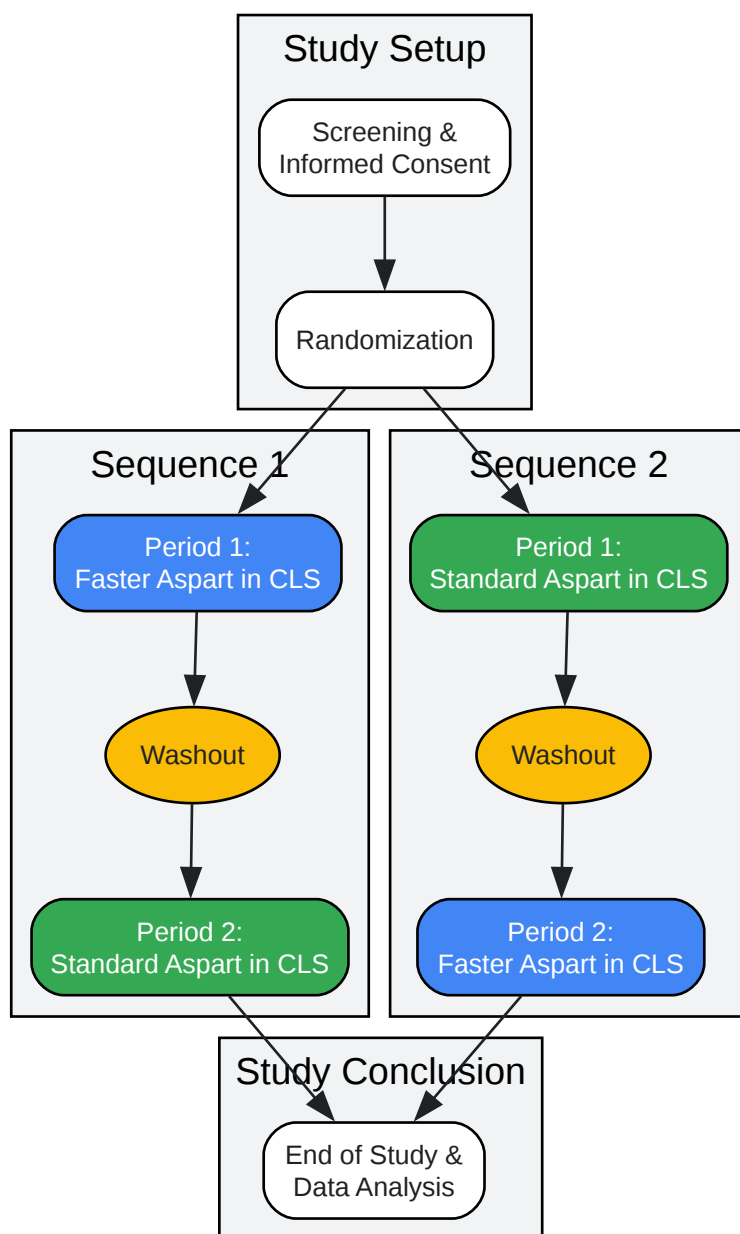 Study Setup
Screening &
Informed Consent
Randomization
Sequence 1
Period 1:
Faster Aspart in CLS
Washout
Period 2:
Standard Aspart in CLS
Sequence 2
Period 1:
Standard Aspart in CLS
Washout
Period 2:
Faster Aspart in CLS
Study Conclusion
End of Study &
Data Analysis